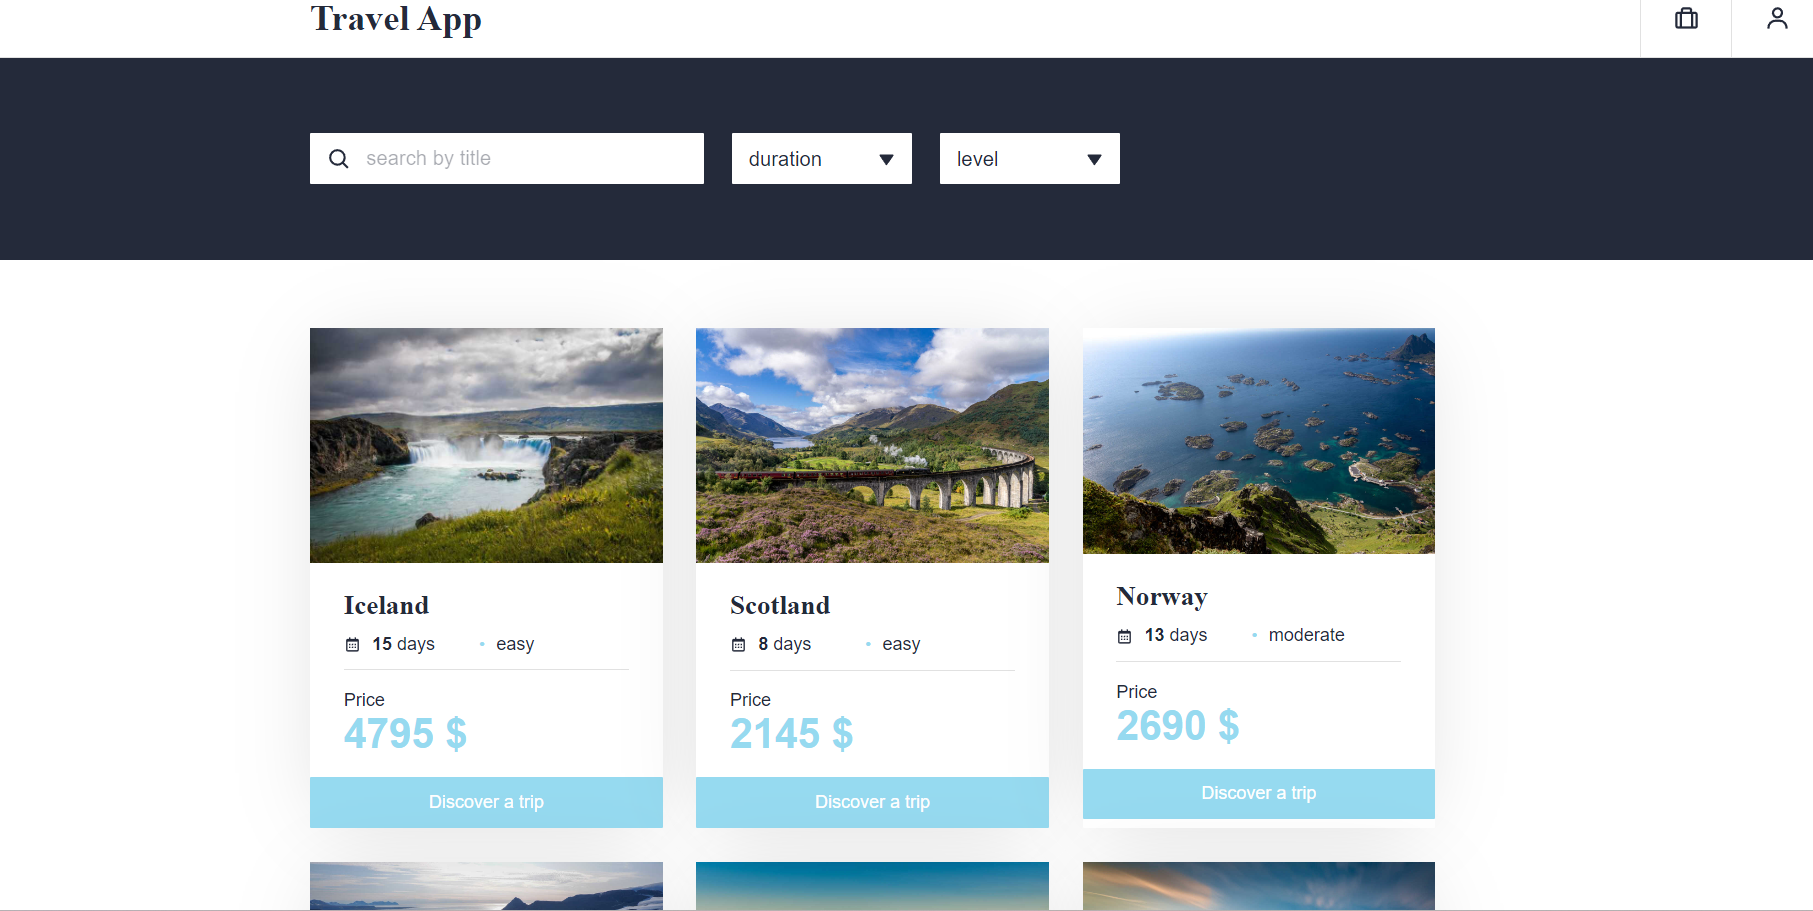 Travel App
search by title
duration
level
Iceland
15 days • easy
Price
4795 $
Discover a trip
Scotland
8 days • easy
Price
2145 $
Discover a trip
Norway
13 days • moderate
Price
2690 $
Discover a trip